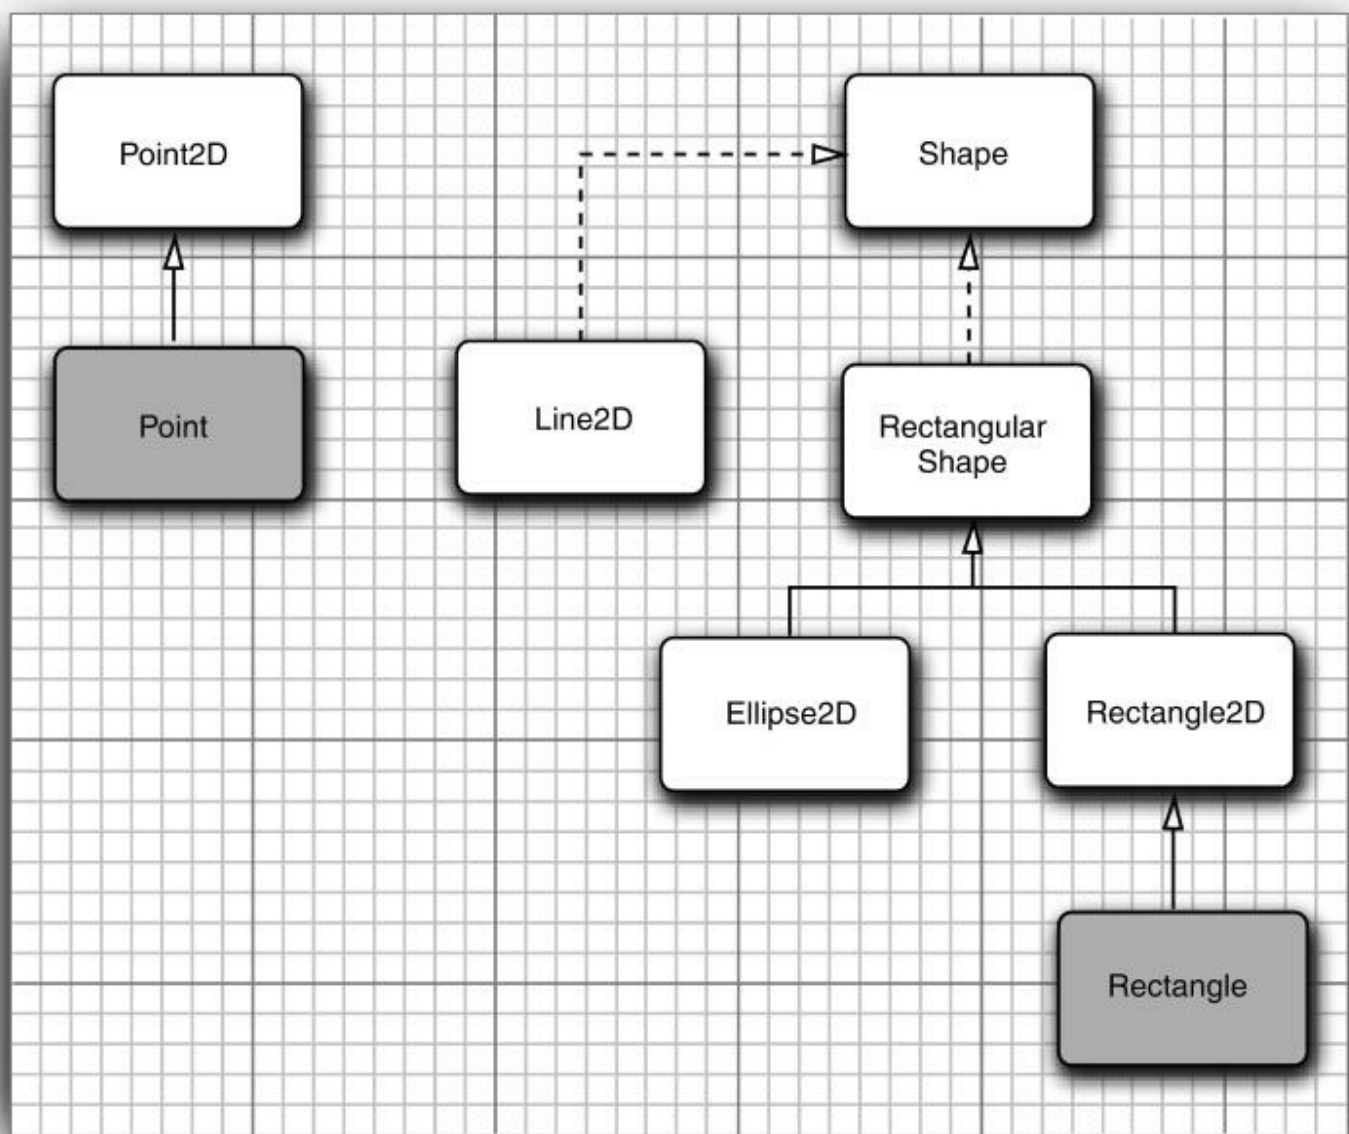 Point2D
Shape
Point
Line2D
Rectangular
Shape
Ellipse2D
Rectangle2D
Rectangle